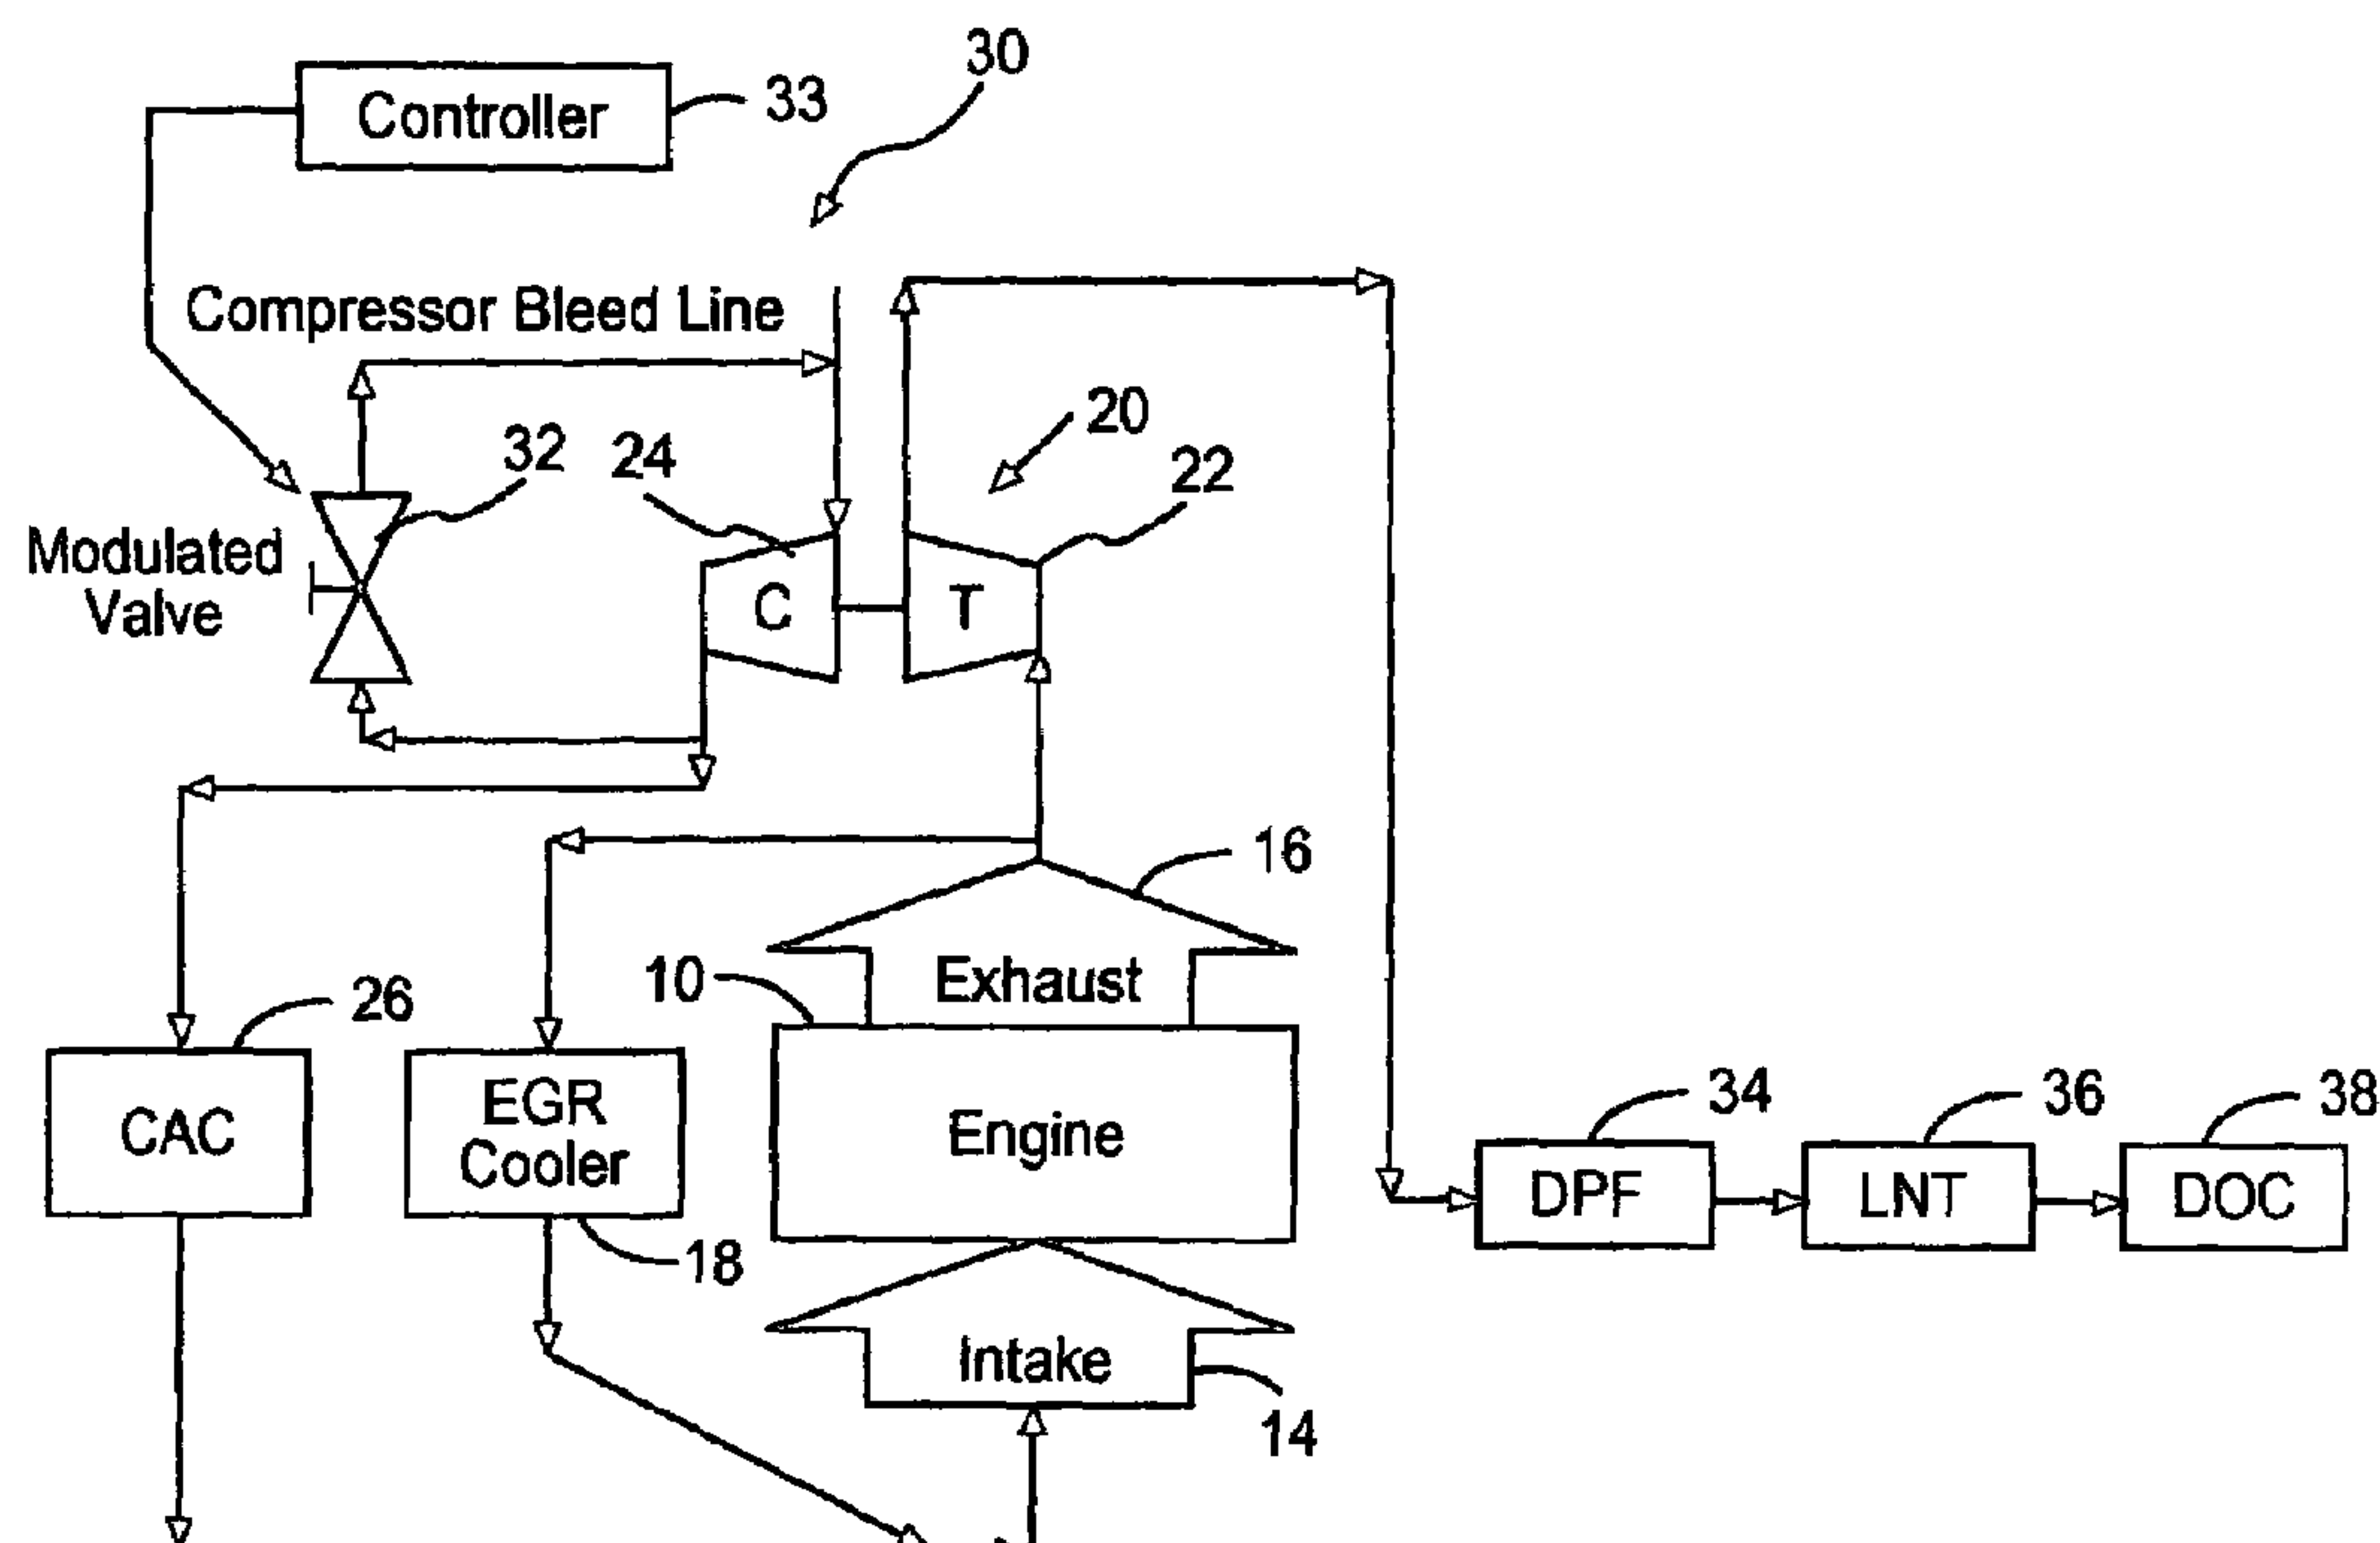 30
Controller
33
Compressor Bleed Line
20
32
24
22
Modulated
Valve
C
T
16
10
Exhaust
26
CAC
EGR
Cooler
Engine
34
36
38
DPF
LNT
DOC
18
Intake
14